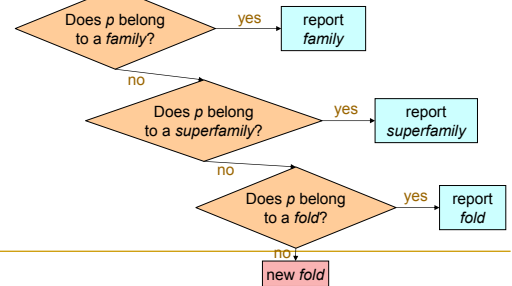 Does p belong
to a family?
yes
report
family
no
Does p belong
to a superfamily?
yes
report
superfamily
no
Does p belong
to a fold?
yes
report
fold
no
new fold